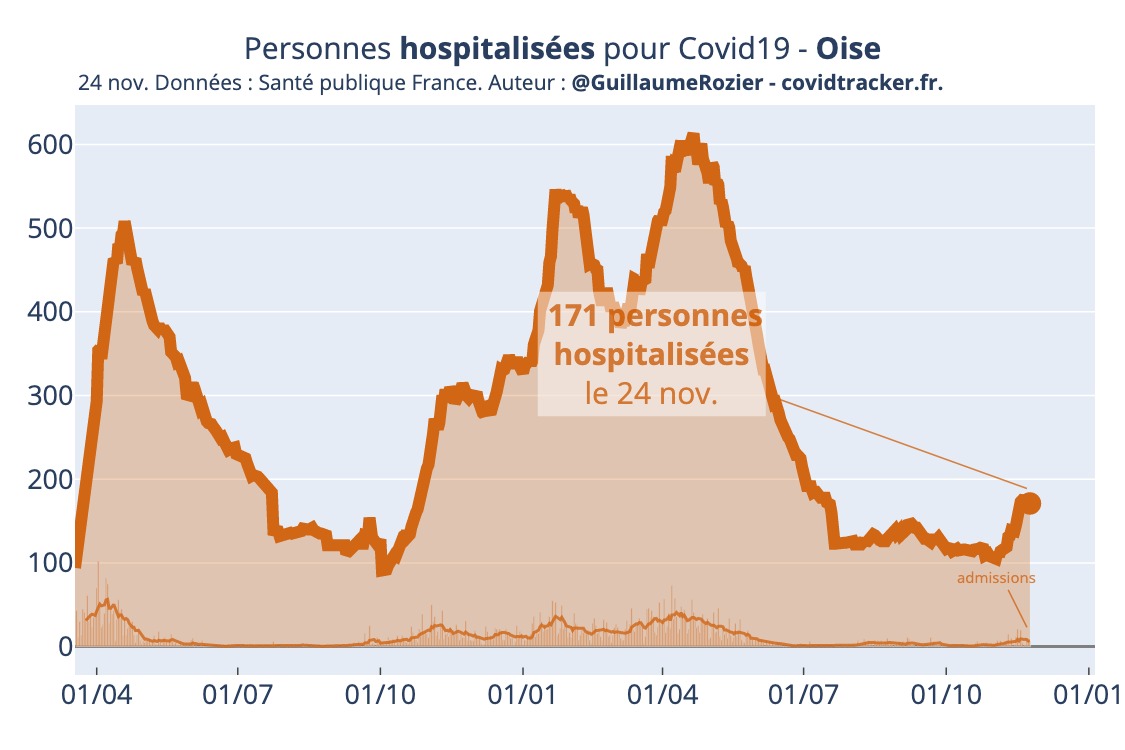 Personnes hospitalisées pour Covid19 - Oise
24 nov. Données : Santé publique France. Auteur : @GuillaumeRozier - covidtracker.fr.
600
500
400
300
200
100
0
171 personnes
hospitalisées
le 24 nov.
admissions
01/04 01/07 01/10 01/01 01/04 01/07 01/10 01/01